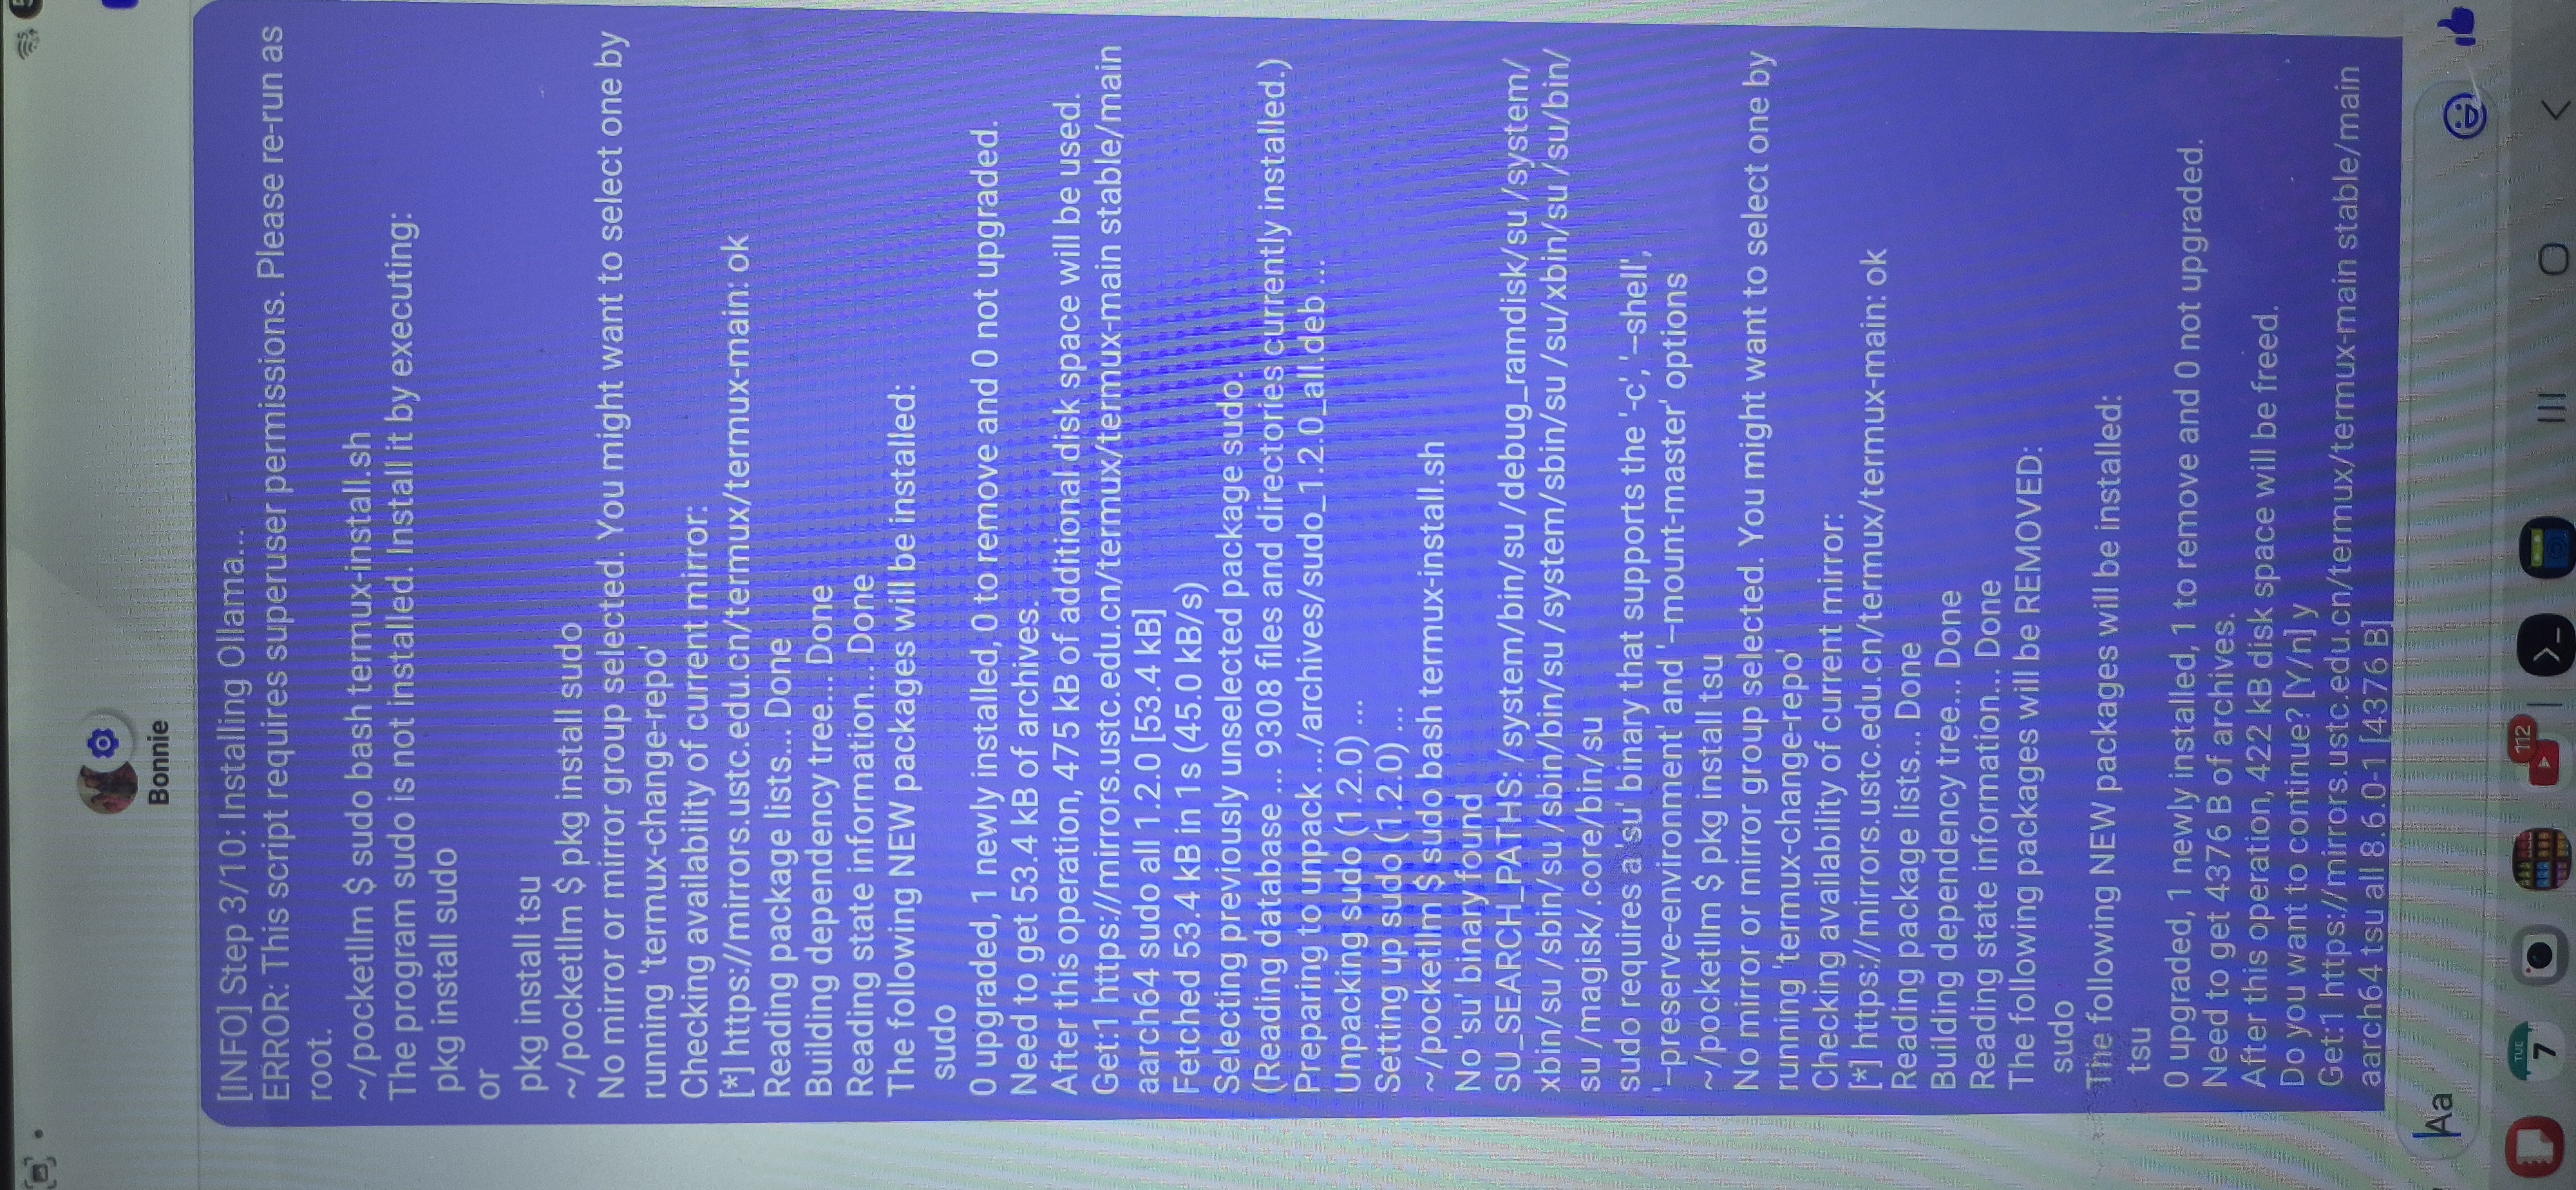 Bonnie
[INFO] Step 3/10: Installing Ollama...
ERROR: This script requires superuser permissions. Please re-run as
root.
~/pocketllm $ sudo bash termux-install.sh
The program sudo is not installed. Install it by executing:
pkg install sudo
or
pkg install tsu
~/pocketllm $ pkg install sudo
No mirror or mirror group selected. You might want to select one by
running 'termux-change-repo'
Checking availability of current mirror:
[*] https://mirrors.ustc.edu.cn/termux/termux-main: ok
Reading package lists... Done
Building dependency tree... Done
Reading state information... Done
The following NEW packages will be installed:
sudo
0 upgraded, 1 newly installed, 0 to remove and 0 not upgraded.
Need to get 53.4 kB of archives.
After this operation, 475 kB of additional disk space will be used.
Get:1 https://mirrors.ustc.edu.cn/termux/termux-main stable/main
aarch64 sudo all 1.2.0 [53.4 kB]
Fetched 53.4 kB in 1s (45.0 kB/s)
Selecting previously unselected package sudo.
(Reading database ... 9308 files and directories currently installed.)
Preparing to unpack .../archives/sudo_1.2.0_all.deb ...
Unpacking sudo (1.2.0) ...
Setting up sudo (1.2.0) ...
~/pocketllm $ sudo bash termux-install.sh
No 'su' binary found
SU_SEARCH_PATHS: /system/bin/su /debug_ramdisk/su /system/
xbin/su /sbin/su /sbin/bin/su /system/sbin/su /su/xbin/su /su/bin/
su /magisk/.core/bin/su
sudo requires a 'su' binary that supports the '-c', '--shell',
'--preserve-environment' and '--mount-master' options
~/pocketllm $ pkg install tsu
No mirror or mirror group selected. You might want to select one by
running 'termux-change-repo'
Checking availability of current mirror:
[*] https://mirrors.ustc.edu.cn/termux/termux-main: ok
Reading package lists... Done
Building dependency tree... Done
Reading state information... Done
The following packages will be REMOVED:
sudo
The following NEW packages will be installed:
tsu
0 upgraded, 1 newly installed, 1 to remove and 0 not upgraded.
Need to get 4376 B of archives.
After this operation, 422 kB disk space will be freed.
Do you want to continue? [Y/n] y
Get:1 https://mirrors.ustc.edu.cn/termux/termux-main stable/main
aarch64 tsu all 8.6.0-1 [4376 B]
Aa
TUE
7
112